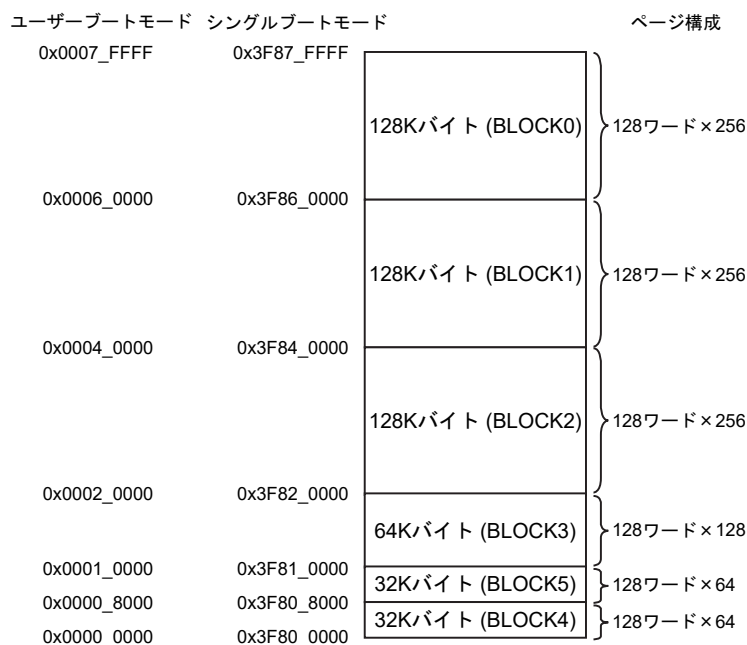 ユーザーブートモード シングルブートモード ページ構成
0x0007_FFFF 0x3F87_FFFF
128Kバイト (BLOCK0) 128ワード×256
0x0006_0000 0x3F86_0000
128Kバイト (BLOCK1) 128ワード×256
0x0004_0000 0x3F84_0000
128Kバイト (BLOCK2) 128ワード×256
0x0002_0000 0x3F82_0000
64Kバイト (BLOCK3) 128ワード×128
0x0001_0000 0x3F81_0000
32Kバイト (BLOCK5) 128ワード×64
0x0000_8000 0x3F80_8000
32Kバイト (BLOCK4) 128ワード×64
0x0000_0000 0x3F80_0000